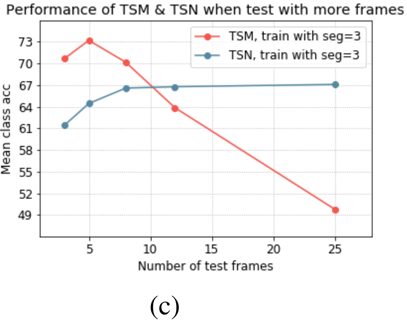 Performance of TSM & TSN when test with more frames
TSM, train with seg=3
TSN, train with seg=3
Mean class acc
73
70
67
64
61
58
55
52
49
5
10
15
20
25
Number of test frames
(c)